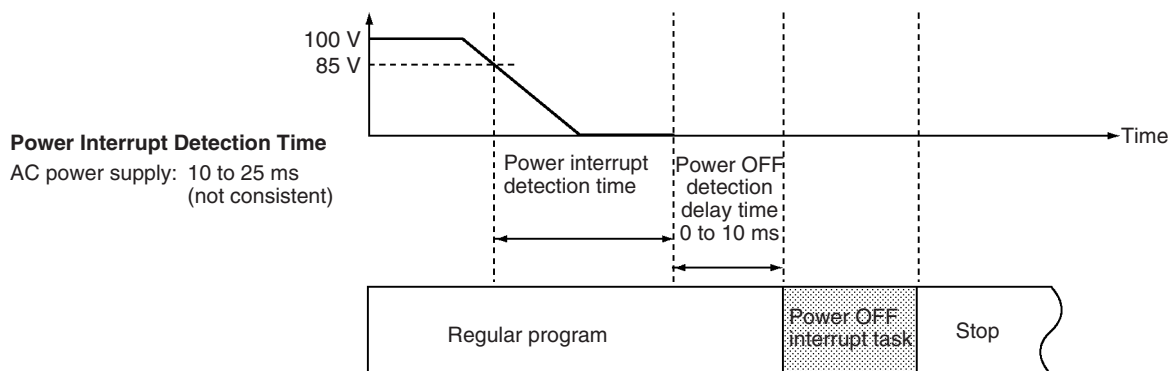 100 V
85 V
Time
Power Interrupt Detection Time
AC power supply: 10 to 25 ms
(not consistent)
Power interrupt
detection time
Power OFF
detection
delay time
0 to 10 ms
Regular program
Power OFF
interrupt task
Stop